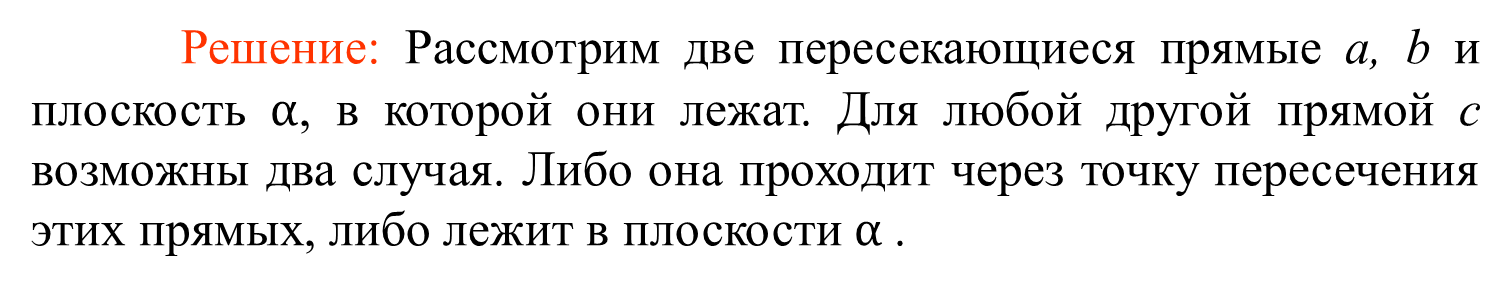 Решение: Рассмотрим две пересекающиеся прямые a, b и
плоскость α, в которой они лежат. Для любой другой прямой c
возможны два случая. Либо она проходит через точку пересечения
этих прямых, либо лежит в плоскости α .